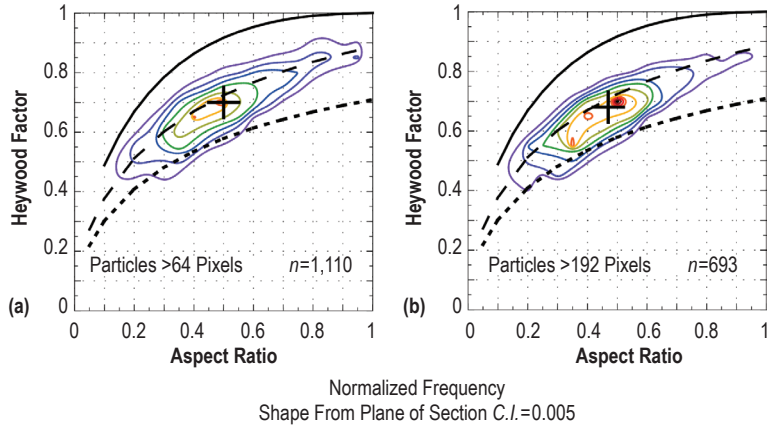 Heywood Factor
1
0.8
0.6
0.4
0.2
0
Particles >64 Pixels n=1,110
(a)
0 0.2 0.4 0.6 0.8 1
Aspect Ratio
Heywood Factor
1
0.8
0.6
0.4
0.2
0
Particles >192 Pixels n=693
(b)
0 0.2 0.4 0.6 0.8 1
Aspect Ratio
Normalized Frequency
Shape From Plane of Section C.I.=0.005